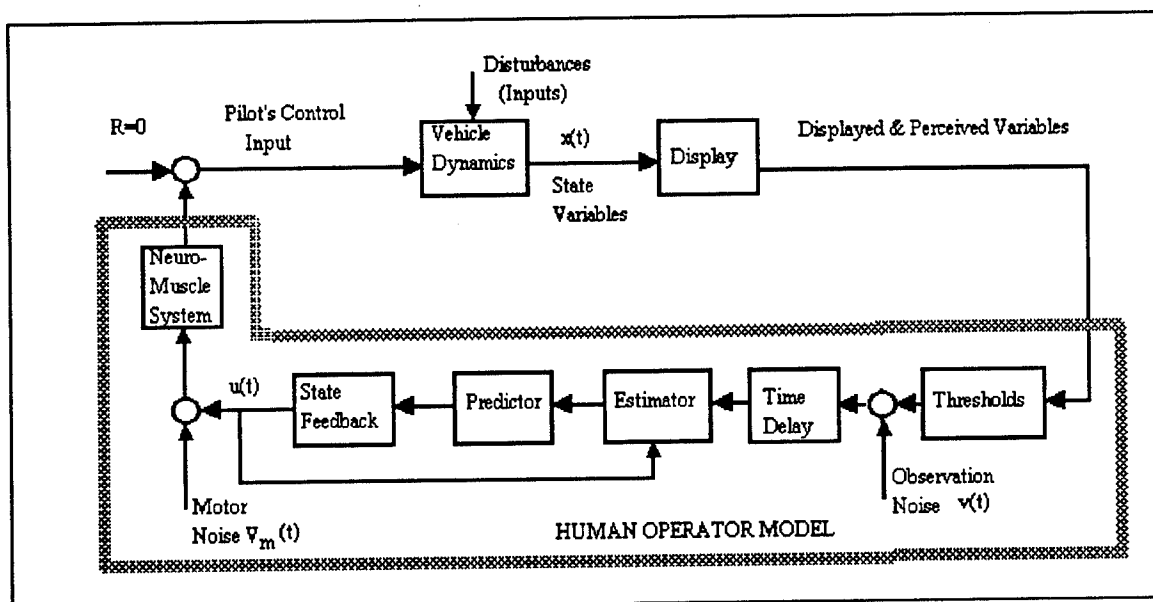 Disturbances
(Inputs)
R=0
Pilot's Control
Input
Vehicle
Dynamics
x(t)
State
Variables
Display
Displayed & Perceived Variables
Neuro-
Muscle
System
u(t)
State
Feedback
Predictor
Estimator
Time
Delay
Thresholds
Motor
Noise V_m(t)
Observation
Noise v(t)
HUMAN OPERATOR MODEL